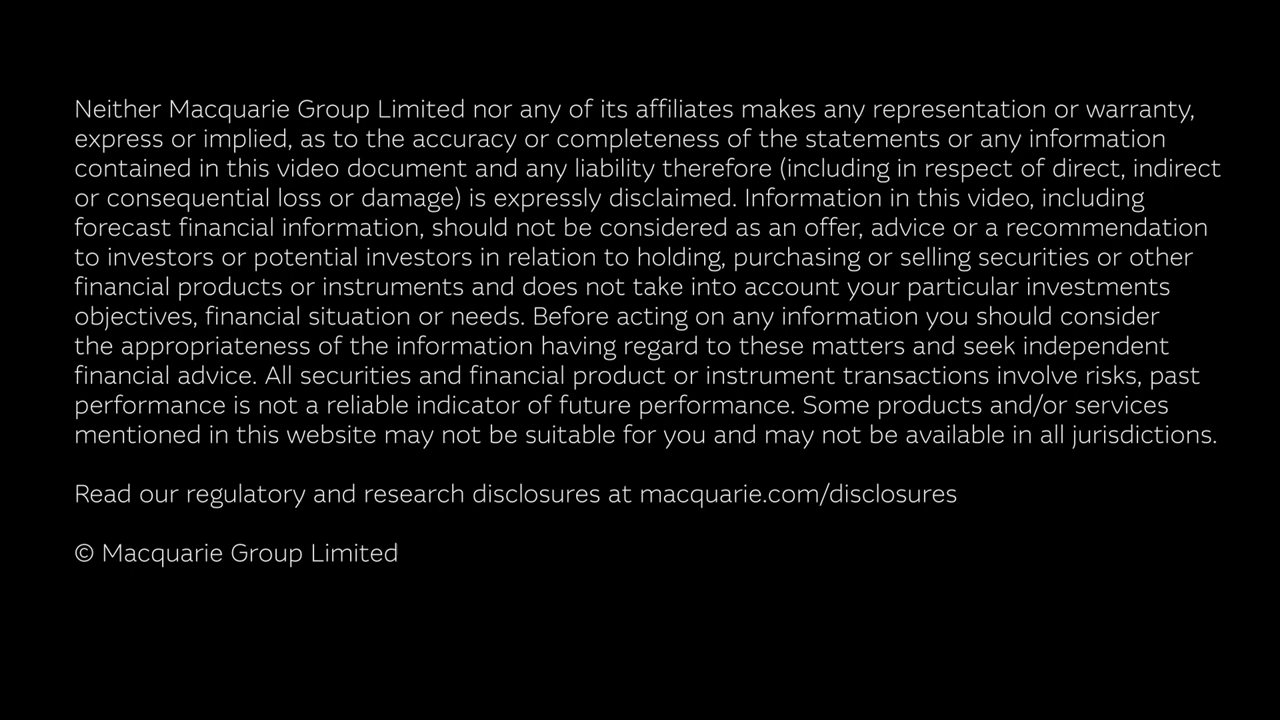 Neither Macquarie Group Limited nor any of its affiliates makes any representation or warranty,
express or implied, as to the accuracy or completeness of the statements or any information
contained in this video document and any liability therefore (including in respect of direct, indirect
or consequential loss or damage) is expressly disclaimed. Information in this video, including
forecast financial information, should not be considered as an offer, advice or a recommendation
to investors or potential investors in relation to holding, purchasing or selling securities or other
financial products or instruments and does not take into account your particular investments
objectives, financial situation or needs. Before acting on any information you should consider
the appropriateness of the information having regard to these matters and seek independent
financial advice. All securities and financial product or instrument transactions involve risks, past
performance is not a reliable indicator of future performance. Some products and/or services
mentioned in this website may not be suitable for you and may not be available in all jurisdictions.
Read our regulatory and research disclosures at macquarie.com/disclosures
© Macquarie Group Limited